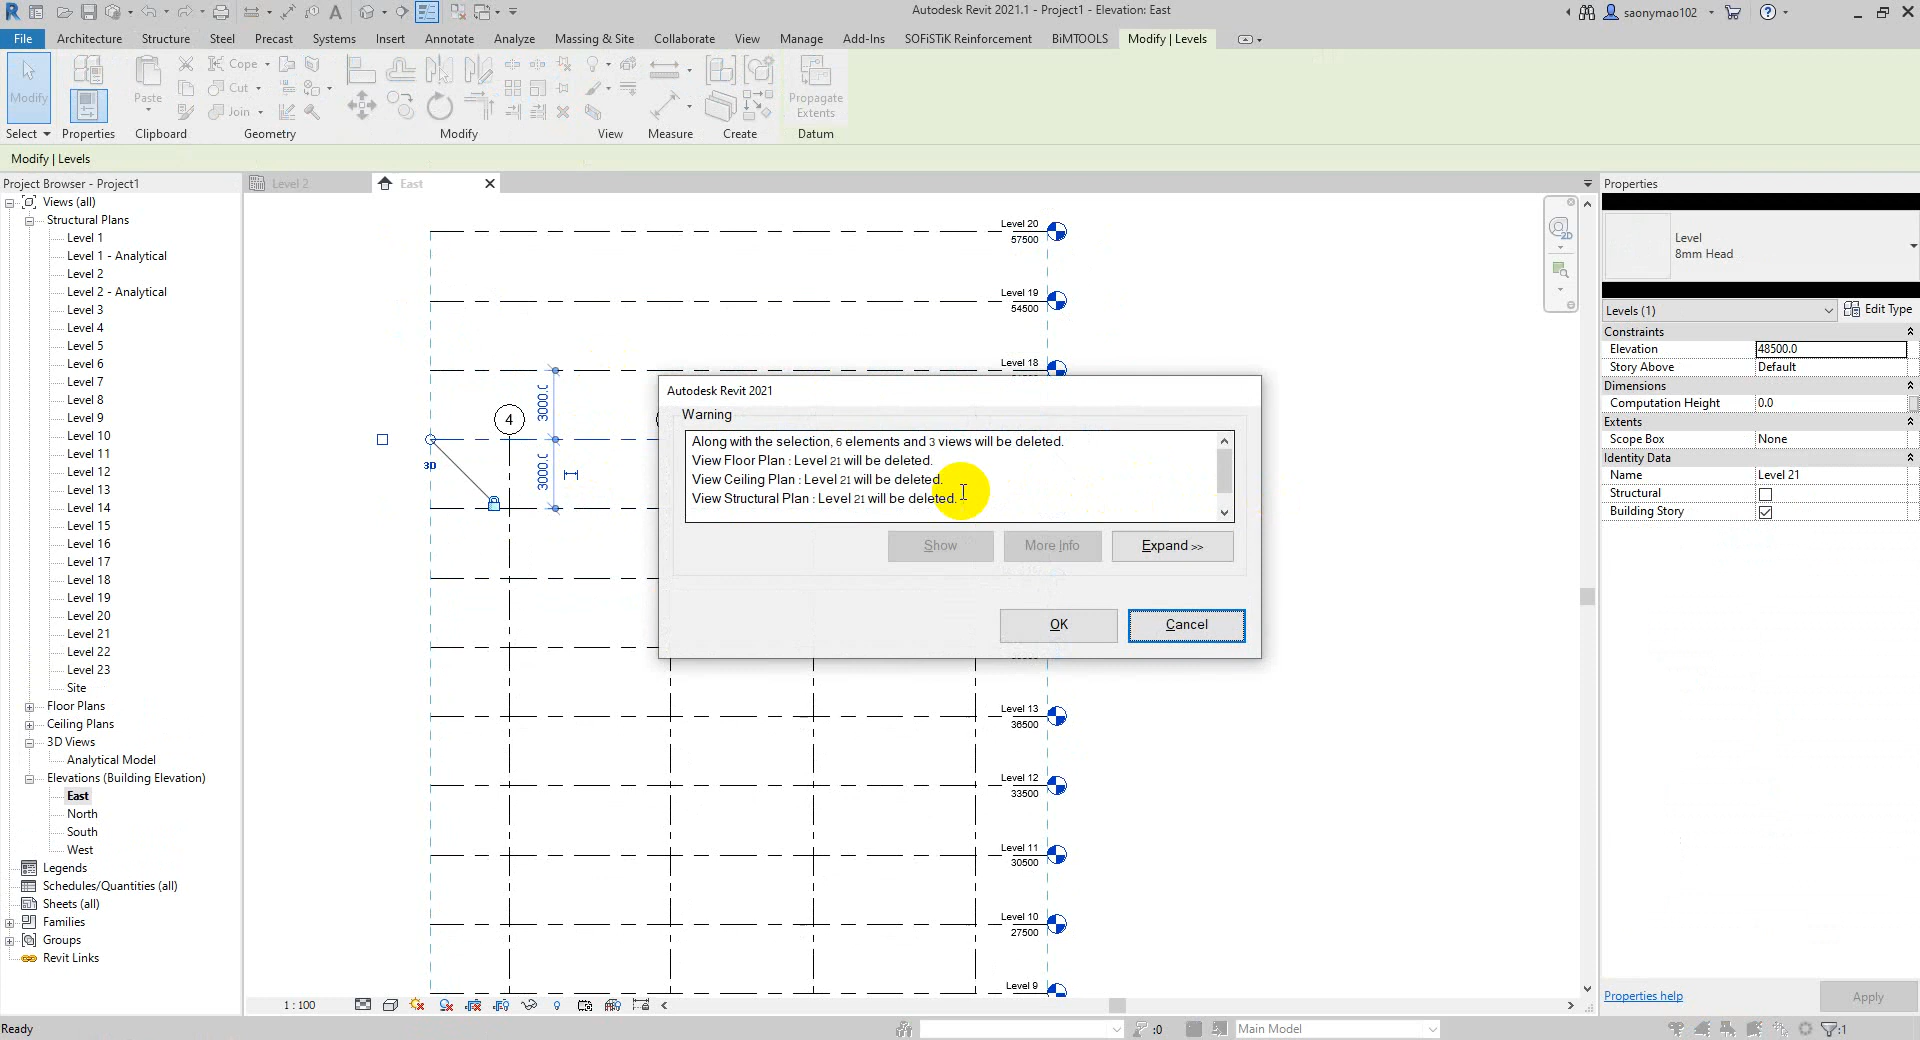 Autodesk Revit 2021.1 - Project1 - Elevation: East
saonymao102
File
Architecture
Structure
Steel
Precast
Systems
Insert
Annotate
Analyze
Massing & Site
Collaborate
View
Manage
Add-Ins
SOFiSTiK Reinforcement
BiMTOOLS
Modify | Levels
Modify
Paste
Cope
Cut
Join
Propagate
Extents
Select
Properties
Clipboard
Geometry
Modify
View
Measure
Create
Datum
Modify | Levels
Project Browser - Project1
Views (all)
Structural Plans
Level 1
Level 1 - Analytical
Level 2
Level 2 - Analytical
Level 3
Level 4
Level 5
Level 6
Level 7
Level 8
Level 9
Level 10
Level 11
Level 12
Level 13
Level 14
Level 15
Level 16
Level 17
Level 18
Level 19
Level 20
Level 21
Level 22
Level 23
Site
Floor Plans
Ceiling Plans
3D Views
Analytical Model
Elevations (Building Elevation)
East
North
South
West
Legends
Schedules/Quantities (all)
Sheets (all)
Families
Groups
Revit Links
Level 2
East
Level 20
57500
Level 19
54500
Level 18
4
3D
3000.0
3000.0
Level 13
36500
Level 12
33500
Level 11
30500
Level 10
27500
Level 9
Autodesk Revit 2021
Warning
Along with the selection, 6 elements and 3 views will be deleted.
View Floor Plan : Level 21 will be deleted.
View Ceiling Plan : Level 21 will be deleted.
View Structural Plan : Level 21 will be deleted.
Show
More Info
Expand >>
OK
Cancel
2D
Properties
Level
8mm Head
Levels (1)
Edit Type
Constraints
Elevation
48500.0
Story Above
Default
Dimensions
Computation Height
0.0
Extents
Scope Box
None
Identity Data
Name
Level 21
Structural
Building Story
Properties help
Apply
1 : 100
Ready
:0
Main Model
:1